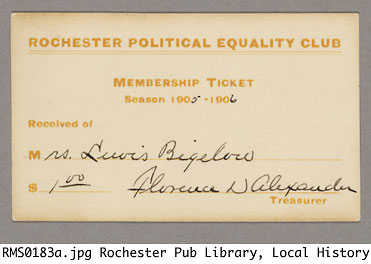 ROCHESTER POLITICAL EQUALITY CLUB
MEMBERSHIP TICKET
Season 1905-1906
Received of
Mrs. Lewis Bigelow
$ 1.00 Florence D Alexander
Treasurer
RMS0183a.jpg Rochester Pub Library, Local History